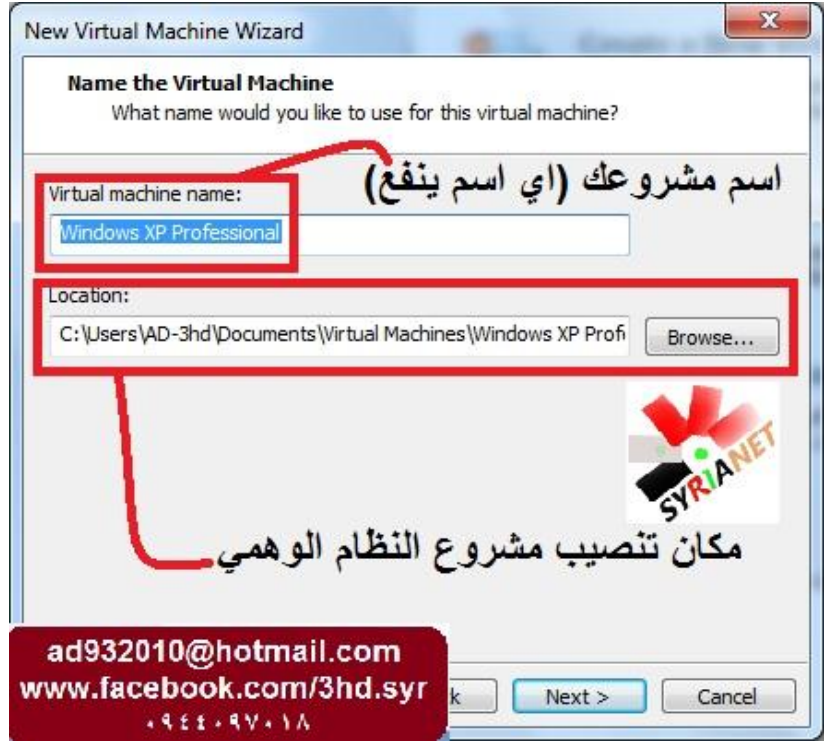 New Virtual Machine Wizard
Name the Virtual Machine
What name would you like to use for this virtual machine?
اسم مشروعك (اي اسم ينفع)
Virtual machine name:
Windows XP Professional
Location:
C:\Users\AD-3hd\Documents\Virtual Machines\Windows XP Prof
Browse...
SYRIANET
مكان تنصيب مشروع النظام الوهمي
ad932010@hotmail.com
www.facebook.com/3hd.syr
٠٩٤٤٠٩٧٠١٨
k Next > Cancel